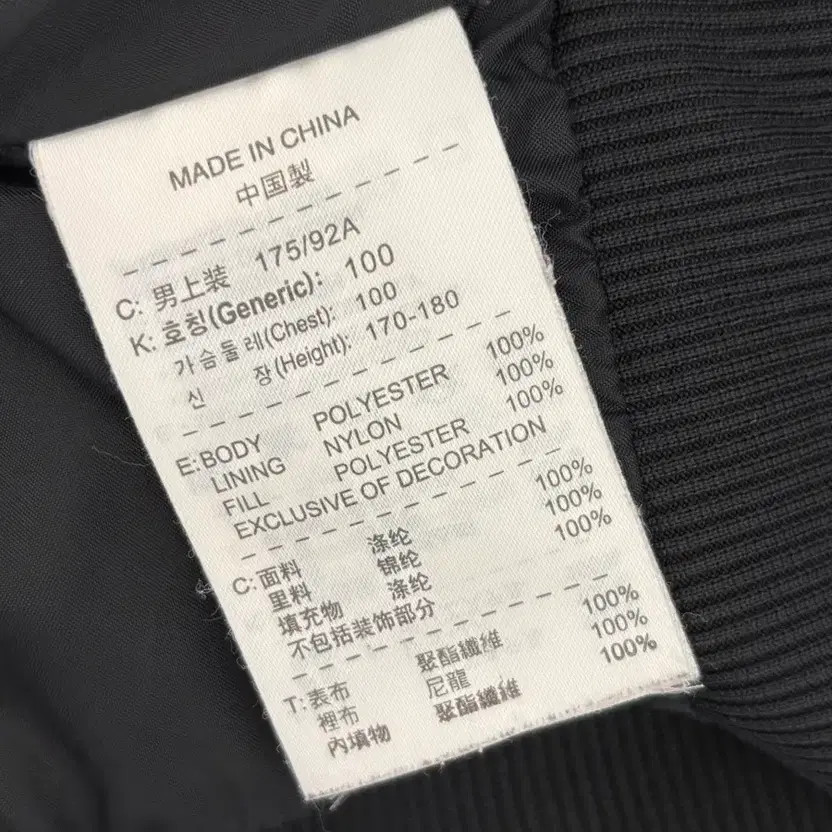 MADE IN CHINA
中国製
C: 男上装 175/92A
K: 호칭(Generic): 100
가슴둘레(Chest): 100
신 장(Height): 170-180
E: BODY POLYESTER 100%
LINING NYLON 100%
FILL POLYESTER 100%
EXCLUSIVE OF DECORATION
C: 面料 涤纶 100%
里料 锦纶 100%
填充物 涤纶 100%
不包括装饰部分
T: 表布 聚酯纖維 100%
裡布 尼龍 100%
內填物 聚酯纖維 100%